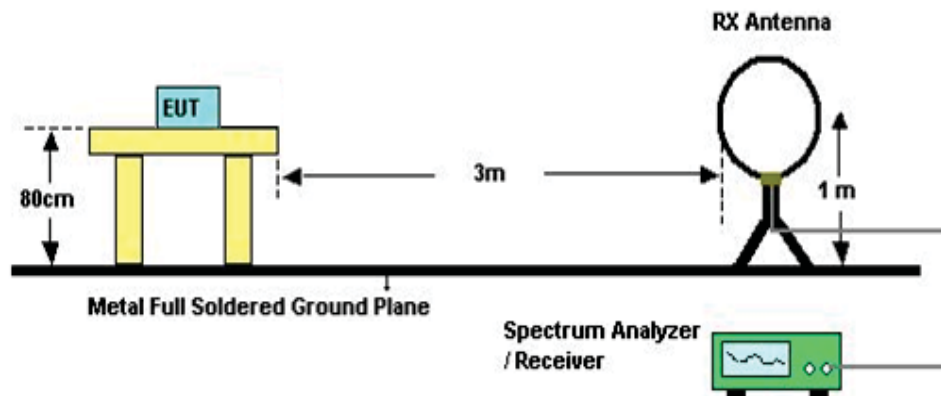 RX Antenna
EUT
3m
80cm
1 m
Metal Full Soldered Ground Plane
Spectrum Analyzer
/ Receiver